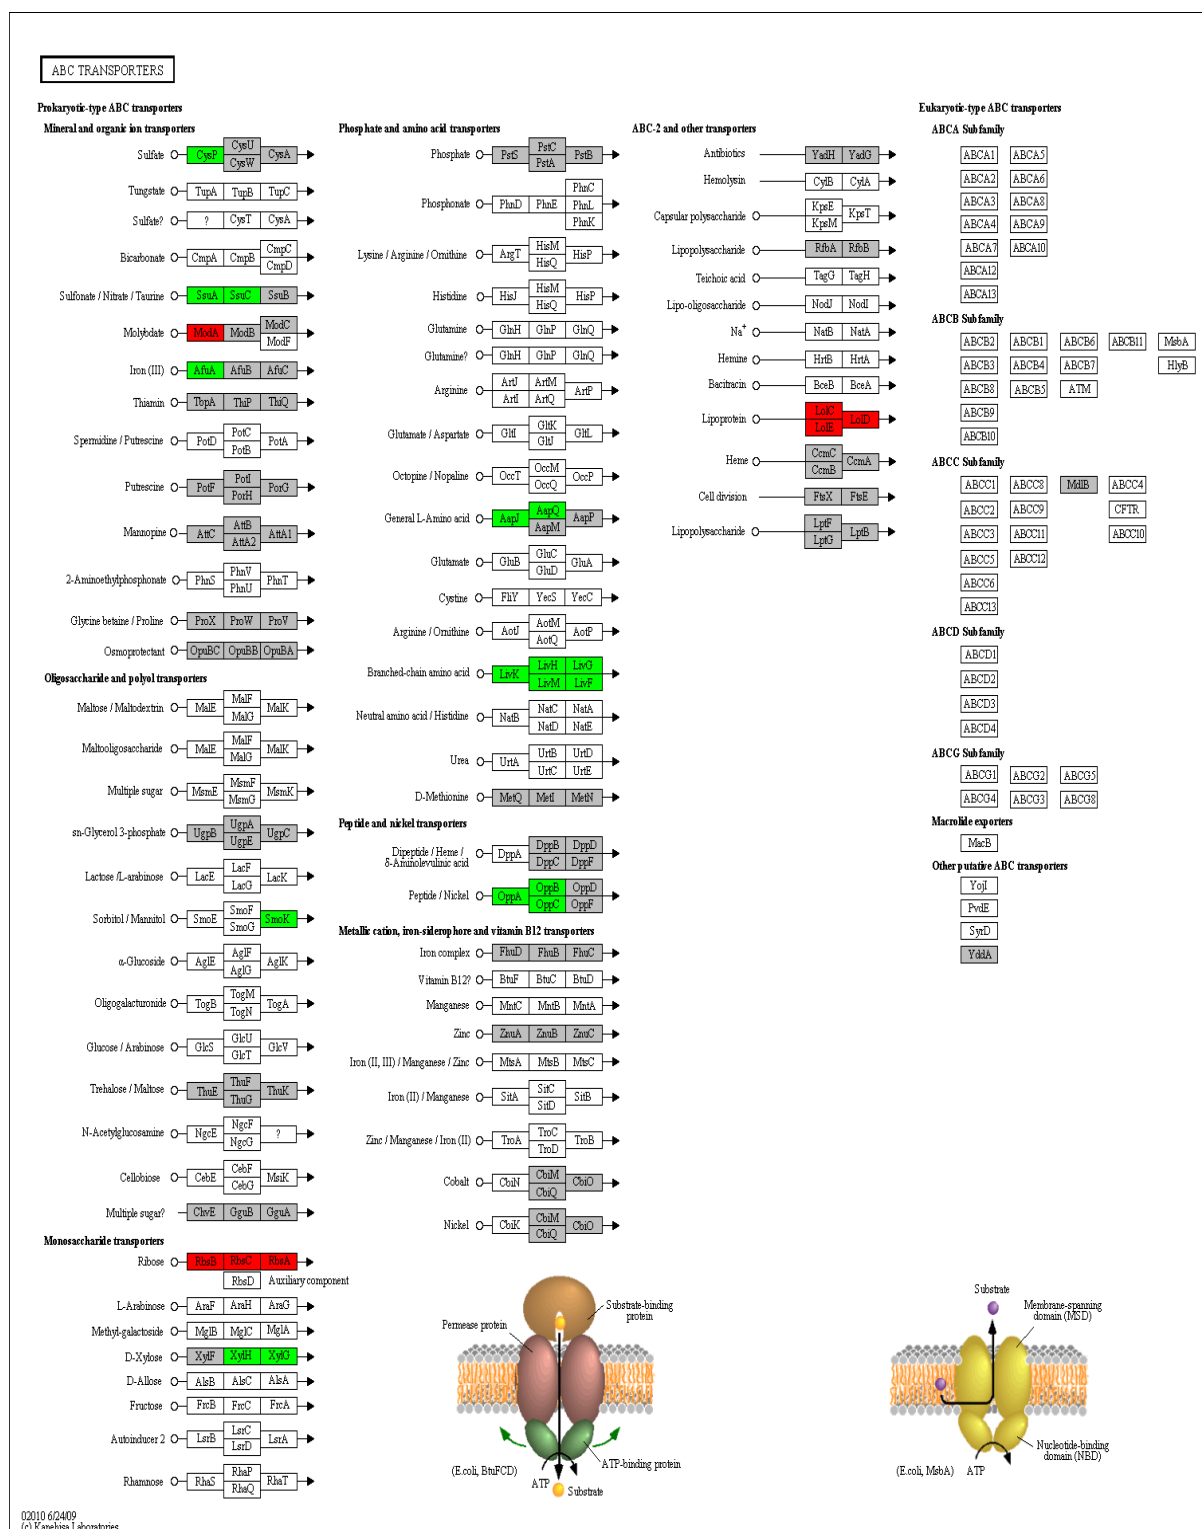 ABC TRANSPORTERS
Prokaryotic-type ABC transporters
Mineral and organic ion transporters
Sulfate CysP CysU CysW CysA
Tungstate TupA TupB TupC
Sulfate? ? CysT CysA
Bicarbonate CmpA CmpB CmpC CmpD
Sulfonate / Nitrate / Taurine SsuA SsuC SsuB
Molybdate ModA ModB ModC ModF
Iron (III) AfuA AfuB AfuC
Thiamin TbpA ThiP ThiQ
Spermidine / Putrescine PotD PotC PotB PotA
Putrescine PotF PotI PotH PotG
Mannopine AttC AttB AttA2 AttA1
2-Aminoethylphosphonate PhnS PhnV PhnU PhnT
Glycine betaine / Proline ProX ProW ProV
Osmoprotectant OpuBC OpuBB OpuBA
Oligosaccharide and polyol transporters
Maltose / Maltodextrin MalE MalF MalG MalK
Maltooligosaccharide MalE MalF MalG MalK
Multiple sugar MsmE MsmF MsmG MsmK
sn-Glycerol 3-phosphate UgpB UgpA UgpE UgpC
Lactose /L-arabinose LacE LacF LacG LacK
Sorbitol / Mannitol SmoE SmoF SmoG SmoK
α-Glucoside AglE AglF AglG AglK
Oligogalacturonide TogB TogM TogN TogA
Glucose / Arabinose GlcS GlcU GlcT GlcV
Trehalose / Maltose ThuE ThuF ThuG ThuK
N-Acetylglucosamine NgcE NgcF NgcG ?
Cellobiose CebE CebF CebG MsiK
Multiple sugar? ChvE GguB GguA
Monosaccharide transporters
Ribose RbsB RbsC RbsA
RbsD Auxiliary component
L-Arabinose AraF AraH AraG
Methyl-galactoside MglB MglC MglA
D-Xylose XylF XylH XylG
D-Allose AlsB AlsC AlsA
Fructose FrcB FrcC FrcA
Autoinducer 2 LsrB LsrC LsrD LsrA
Rhamnose RhaS RhaP RhaQ RhaT
Phosphate and amino acid transporters
Phosphate PstS PstC PstA PstB
Phosphonate PhnD PhnE PhnC PhnL PhnK
Lysine / Arginine / Ornithine ArgT HisM HisQ HisP
Histidine HisJ HisM HisQ HisP
Glutamine GlnH GlnP GlnQ
Glutamine? GlnH GlnP GlnQ
Arginine ArtJ ArtI ArtM ArtQ ArtP
Glutamate / Aspartate GltI GltK GltJ GltL
Octopine / Nopaline OccT OccM OccQ OccP
General L-Amino acid AapJ AapQ AapM AapP
Glutamate GluB GluC GluD GluA
Cystine FliY YecS YecC
Arginine / Ornithine AotJ AotM AotQ AotP
Branched-chain amino acid LivK LivH LivM LivG LivF
Neutral amino acid / Histidine NatB NatC NatD NatA NatE
Urea UrtA UrtB UrtC UrtD UrtE
D-Methionine MetQ MetI MetN
Peptide and nickel transporters
Dipeptide / Heme /
δ-Aminolevulinic acid DppA DppB DppC DppD DppF
Peptide / Nickel OppA OppB OppC OppD OppF
Metallic cation, iron-siderophore and vitamin B12 transporters
Iron complex FhuD FhuB FhuC
Vitamin B12? BtuF BtuC BtuD
Manganese MntC MntB MntA
Zinc ZnuA ZnuB ZnuC
Iron (II, III) / Manganese / Zinc MtsA MtsB MtsC
Iron (II) / Manganese SitA SitC SitD SitB
Zinc / Manganese / Iron (II) TroA TroC TroD TroB
Cobalt CbiN CbiM CbiQ CbiO
Nickel CbiK CbiM CbiQ CbiO
ABC-2 and other transporters
Antibiotics YadH YadG
Hemolysin CylB CylA
Capsular polysaccharide KpsE KpsM KpsT
Lipopolysaccharide RfbA RfbB
Teichoic acid TagG TagH
Lipo-oligosaccharide NodJ NodI
Na+ NatB NatA
Hemine HrtB HrtA
Bacitracin BceB BceA
Lipoprotein LolC LolE LolD
Heme CcmC CcmB CcmA
Cell division FtsX FtsE
Lipopolysaccharide LptF LptG LptB
Eukaryotic-type ABC transporters
ABCA Subfamily
ABCA1 ABCA5
ABCA2 ABCA6
ABCA3 ABCA8
ABCA4 ABCA9
ABCA7 ABCA10
ABCA12
ABCA13
ABCB Subfamily
ABCB2 ABCB1 ABCB6 ABCB11 MsbA
ABCB3 ABCB4 ABCB7 HlyB
ABCB8 ABCB5 ATM
ABCB9
ABCB10
ABCC Subfamily
ABCC1 ABCC8 MdlB ABCC4
ABCC2 ABCC9 CFTR
ABCC3 ABCC11 ABCC10
ABCC5 ABCC12
ABCC6
ABCC13
ABCD Subfamily
ABCD1
ABCD2
ABCD3
ABCD4
ABCG Subfamily
ABCG1 ABCG2 ABCG5
ABCG4 ABCG3 ABCG8
Macrolide exporters
MacB
Other putative ABC transporters
YojI
PvdE
SyrD
YddA
Permease protein
Substrate-binding
protein
ATP-binding protein
(E.coli, BtuFCD)
ATP
Substrate
Substrate
Membrane-spanning
domain (MSD)
Nucleotide-binding
domain (NBD)
(E.coli, MsbA)
ATP
02010 6/24/09
(c) Kanehisa Laboratories